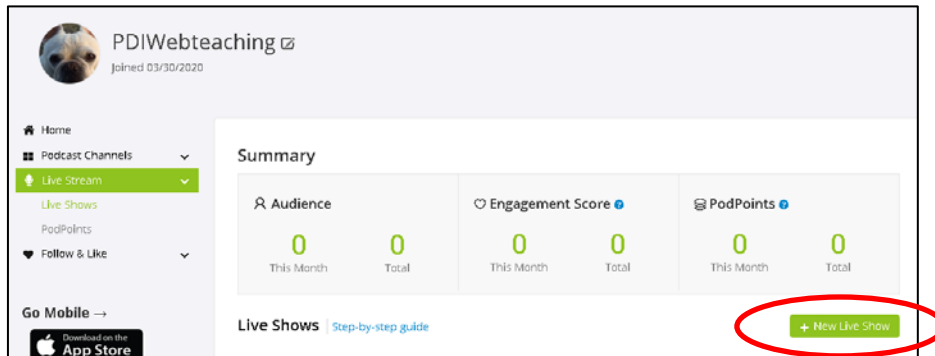 PDIWebteaching
Joined 03/30/2020
Home
Podcast Channels
Live Stream
Live Shows
PodPoints
Follow & Like
Go Mobile →
Download on the
App Store
Summary
Audience
0 0
This Month Total
Engagement Score ?
0 0
This Month Total
PodPoints ?
0 0
This Month Total
Live Shows | Step-by-step guide
+ New Live Show